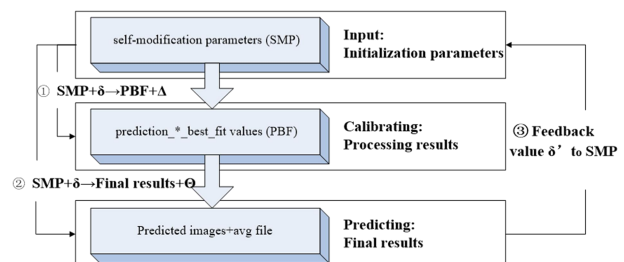 self-modification parameters (SMP)
Input:
Initialization parameters
① SMP+δ→PBF+Δ
prediction_*_best_fit values (PBF)
Calibrating:
Processing results
③ Feedback
value δ’ to SMP
② SMP+δ→Final results+Θ
Predicted images+avg file
Predicting:
Final results